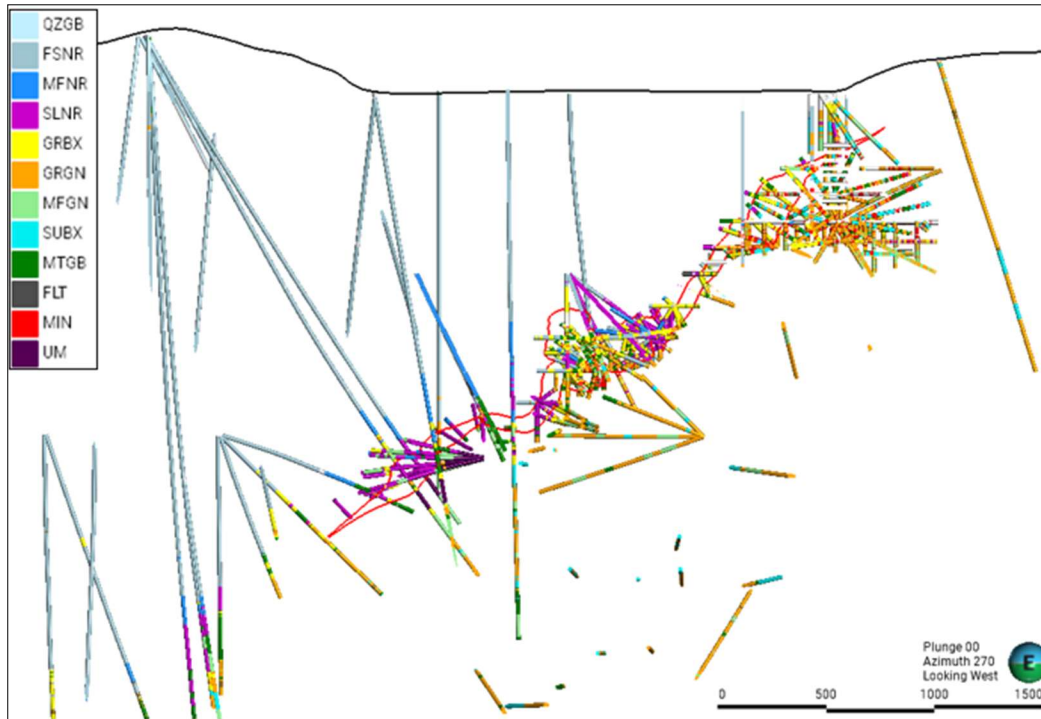 QZGB
FSNR
MFNR
SLNR
GRBX
GRGN
MFGN
SUBX
MTGB
FLT
MIN
UM
Plunge 00
Azimuth 270
Looking West
E
0 500 1000 1500